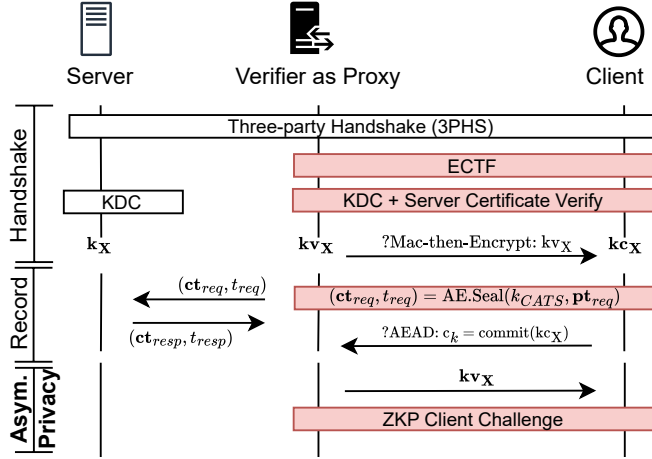 Server
Verifier as Proxy
Client
Handshake
Three-party Handshake (3PHS)
ECTF
KDC
KDC + Server Certificate Verify
k_X
kv_X
?Mac-then-Encrypt: kv_X
kc_X
Record
(ct_req, t_req)
(ct_req, t_req) = AE.Seal(k_CATS, pt_req)
(ct_resp, t_resp)
?AEAD: c_k = commit(kc_X)
Asym.
Privacy
kv_X
ZKP Client Challenge